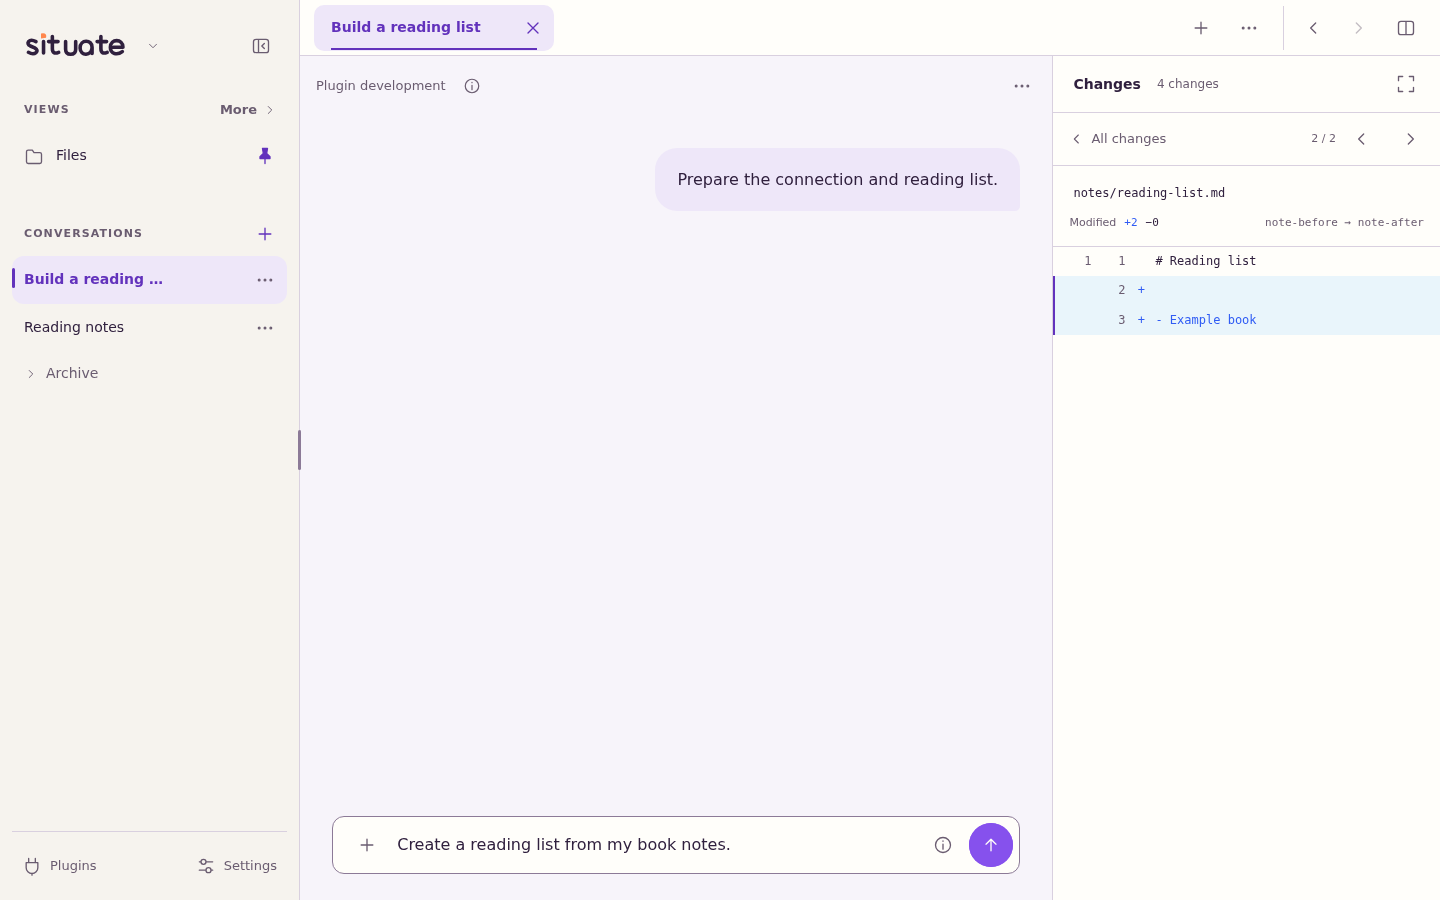 situate
VIEWS
More
Files
CONVERSATIONS
Build a reading ...
Reading notes
Archive
Plugins
Settings
Build a reading list
Plugin development
Prepare the connection and reading list.
Create a reading list from my book notes.
Changes 4 changes
All changes 2 / 2
notes/reading-list.md
Modified +2 −0 note-before → note-after
1 1 # Reading list
2 +
3 + - Example book